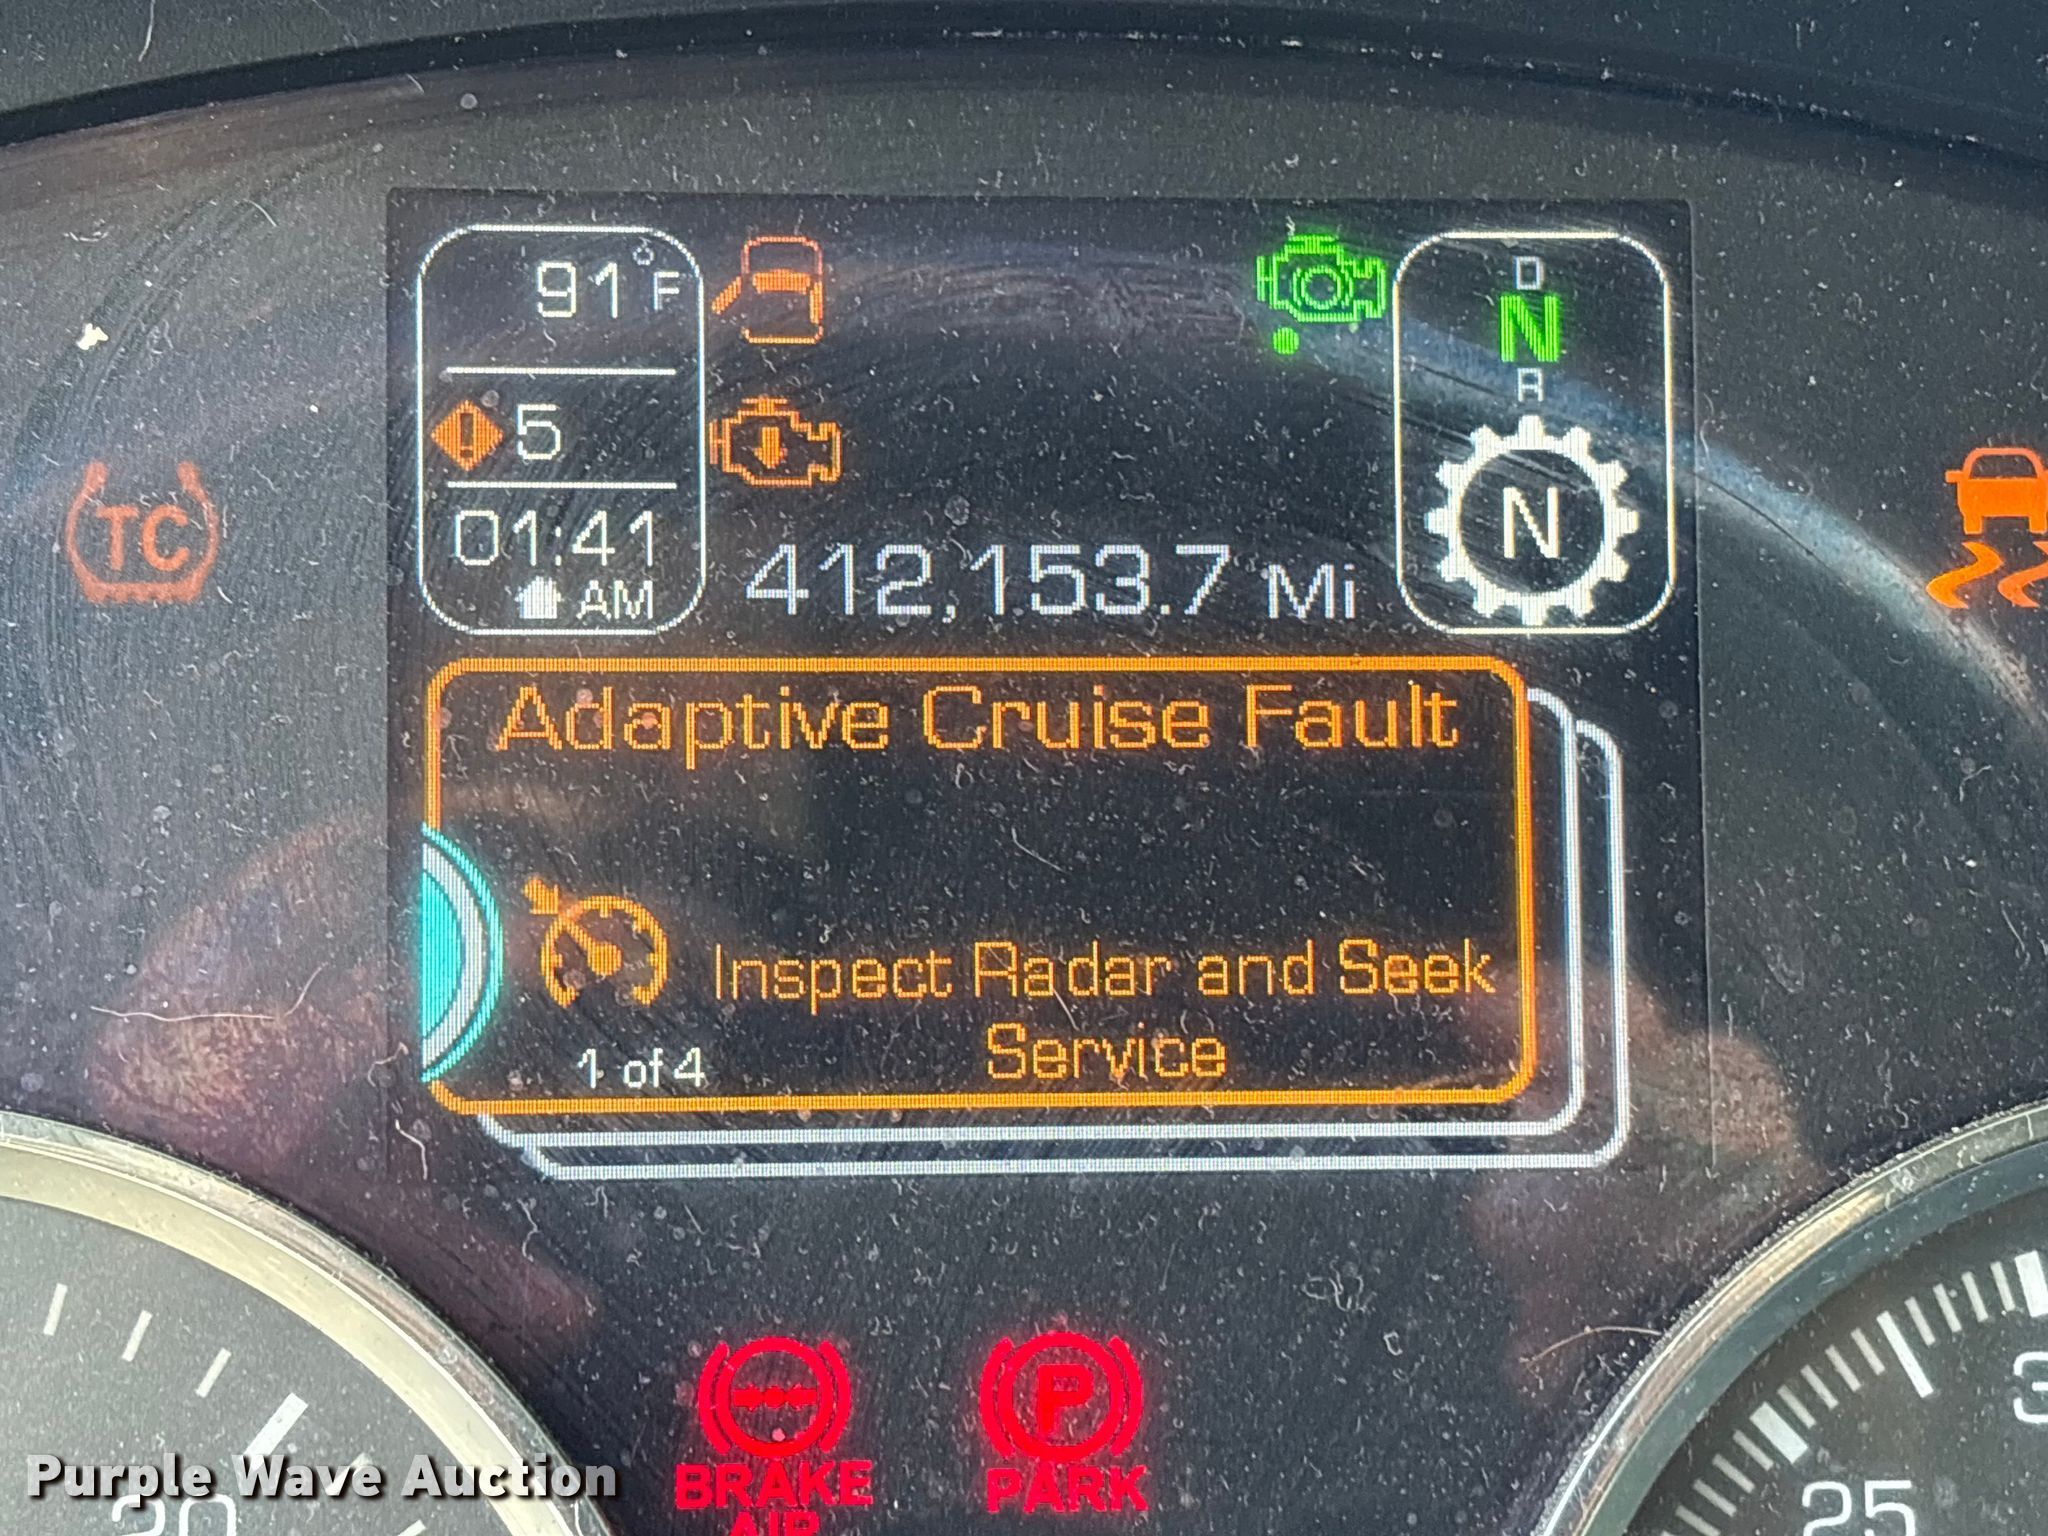 91°F
D
N
R
5
TC
01:41
AM
N
412,153.7 Mi
Adaptive Cruise Fault
Inspect Radar and Seek
Service
1 of 4
P
BRAKE
AIR
PARK
Purple Wave Auction
25